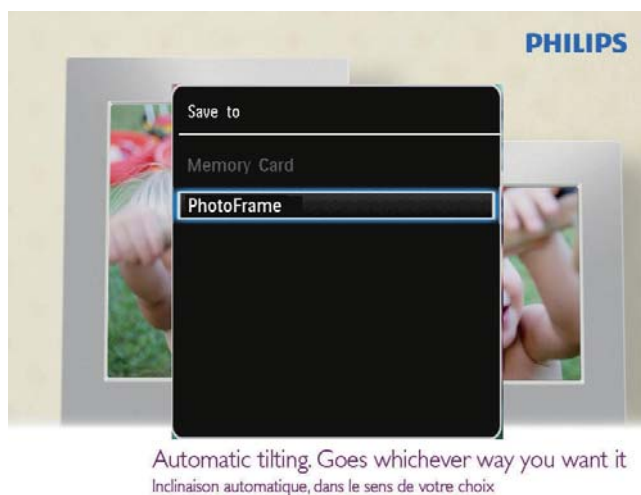 PHILIPS
Save to
Memory Card
PhotoFrame
Automatic tilting. Goes whichever way you want it
Inclinaison automatique, dans le sens de votre choix